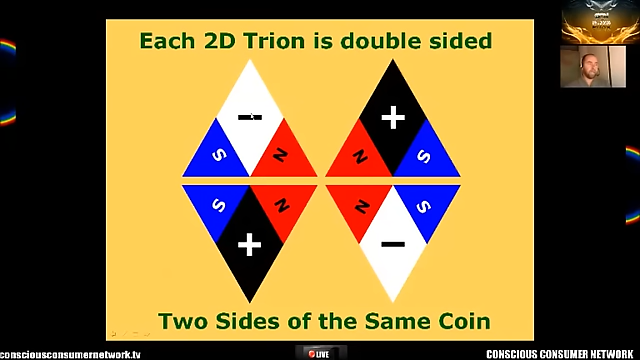 Each 2D Trion is double sided
− +
S N N S
S N N S
+ −
Two Sides of the Same Coin
consciousconsumernetwork.tv
LIVE
CONSCIOUS CONSUMER NETWORK